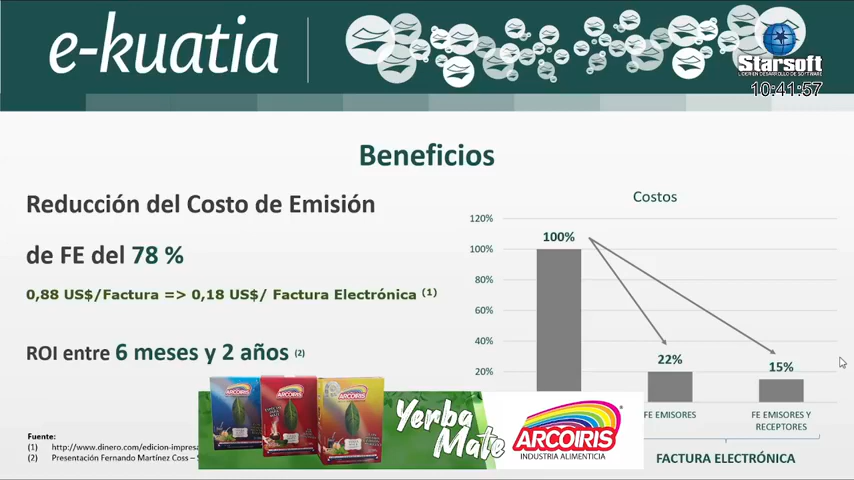 e-kuatia
Starsoft
LIDER EN DESARROLLO DE SOFTWARE
10:41:57
Beneficios
Reducción del Costo de Emisión
de FE del 78 %
0,88 US$/Factura => 0,18 US$/ Factura Electrónica (1)
ROI entre 6 meses y 2 años (2)
Costos
120%
100%
80%
60%
40%
20%
100%
22%
15%
FE EMISORES
FE EMISORES Y
RECEPTORES
FACTURA ELECTRÓNICA
Fuente:
(1) http://www.dinero.com/edicion-impresa
(2) Presentación Fernando Martínez Coss –
ARCOIRIS
ARCOIRIS
ARCOIRIS
Yerba
Mate
ARCOIRIS
INDUSTRIA ALIMENTICIA